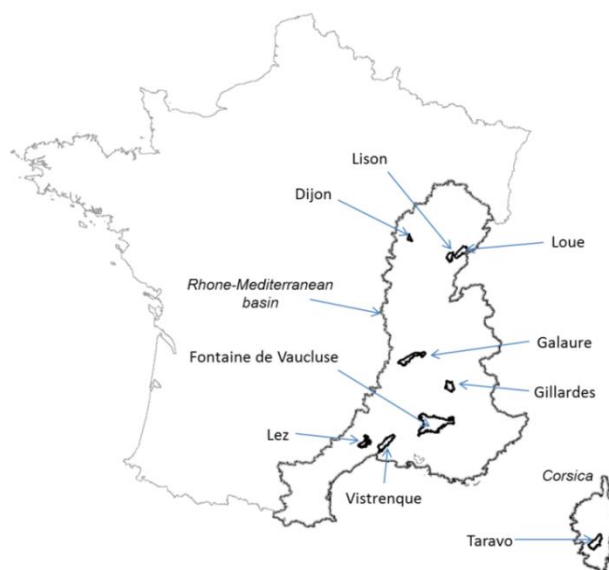 Lison
Dijon
Loue
Rhone-Mediterranean
basin
Galaure
Fontaine de Vaucluse
Gillardes
Lez
Vistrenque
Corsica
Taravo